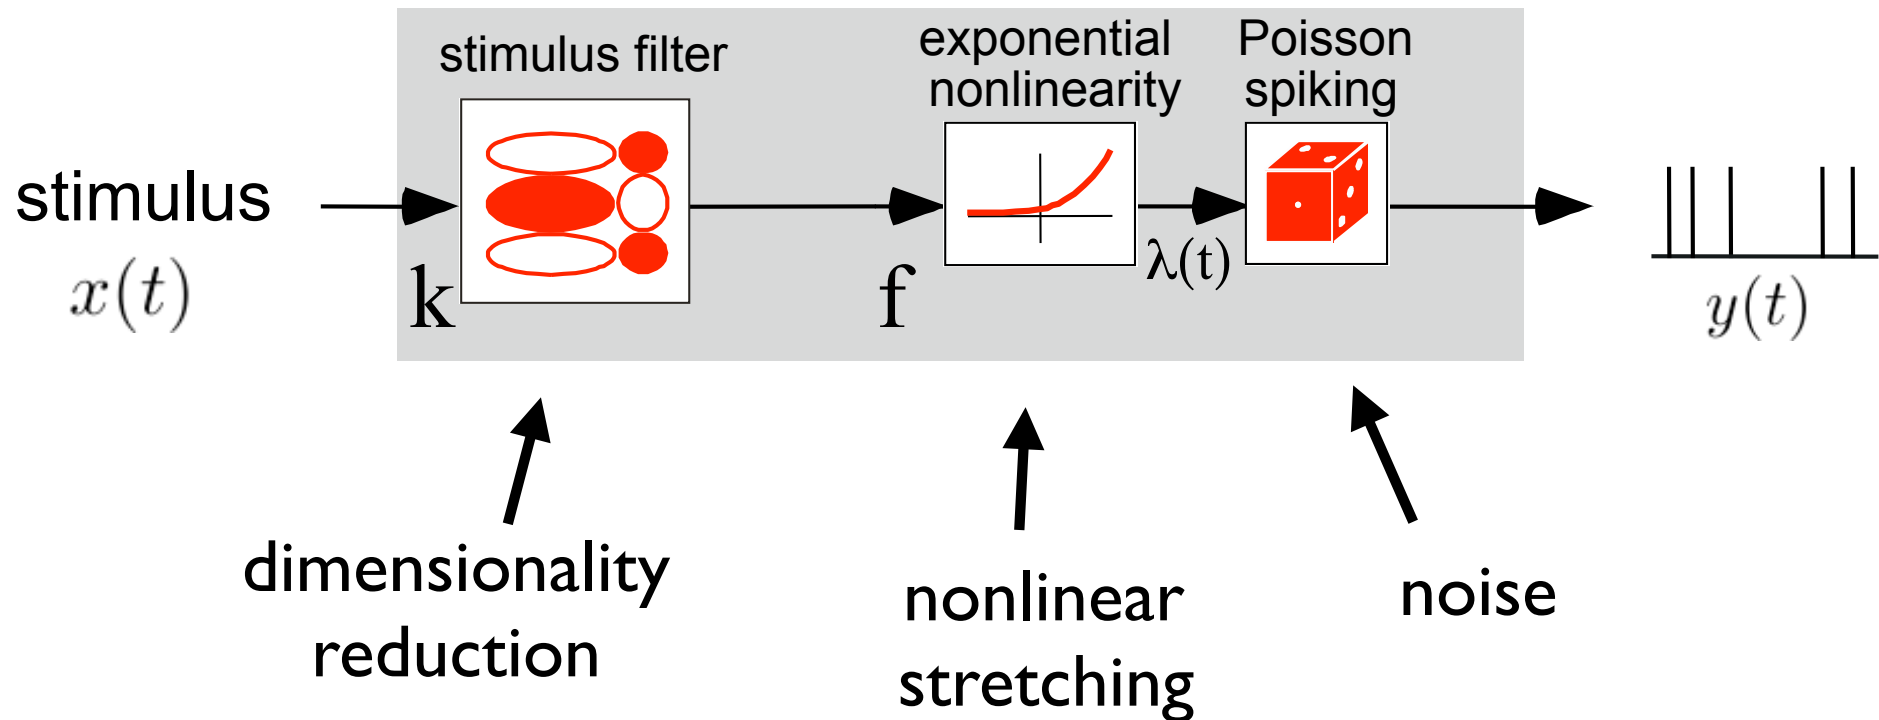 stimulus filter
exponential
nonlinearity
Poisson
spiking
stimulus
x(t)
k
f
λ(t)
y(t)
dimensionality
reduction
nonlinear
stretching
noise